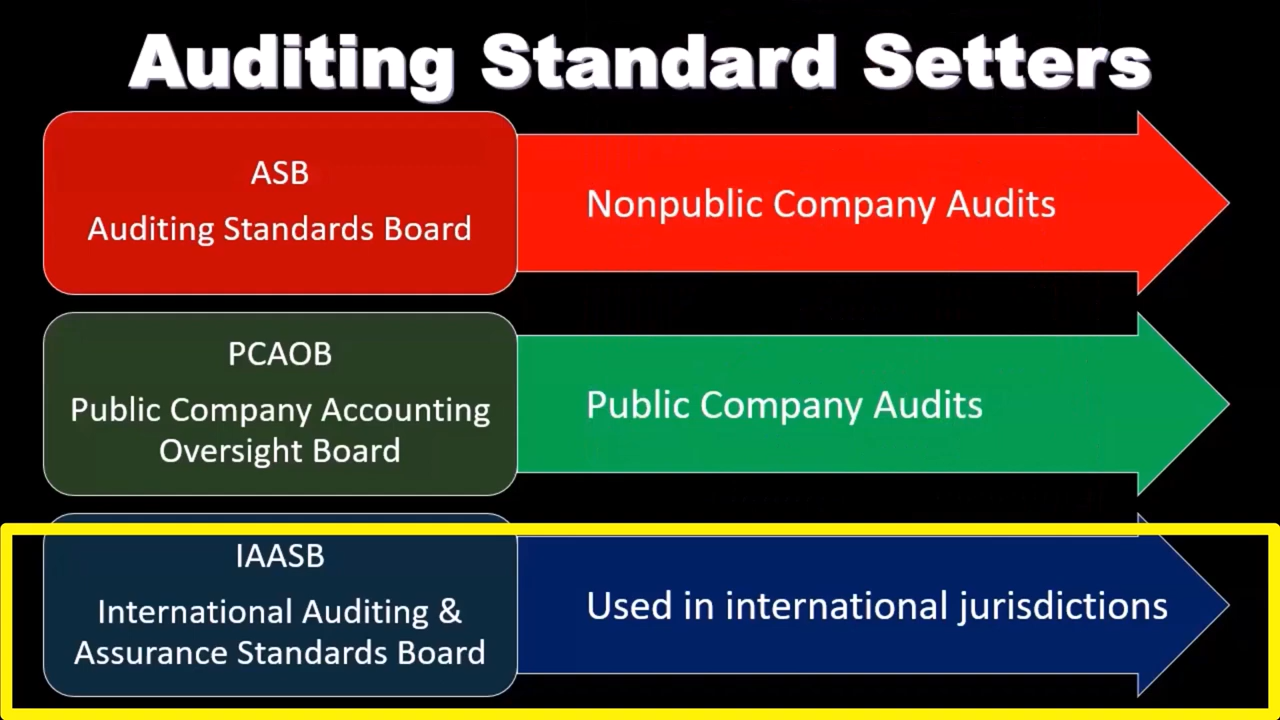 Auditing Standard Setters
ASB
Auditing Standards Board
Nonpublic Company Audits
PCAOB
Public Company Accounting
Oversight Board
Public Company Audits
IAASB
International Auditing &
Assurance Standards Board
Used in international jurisdictions